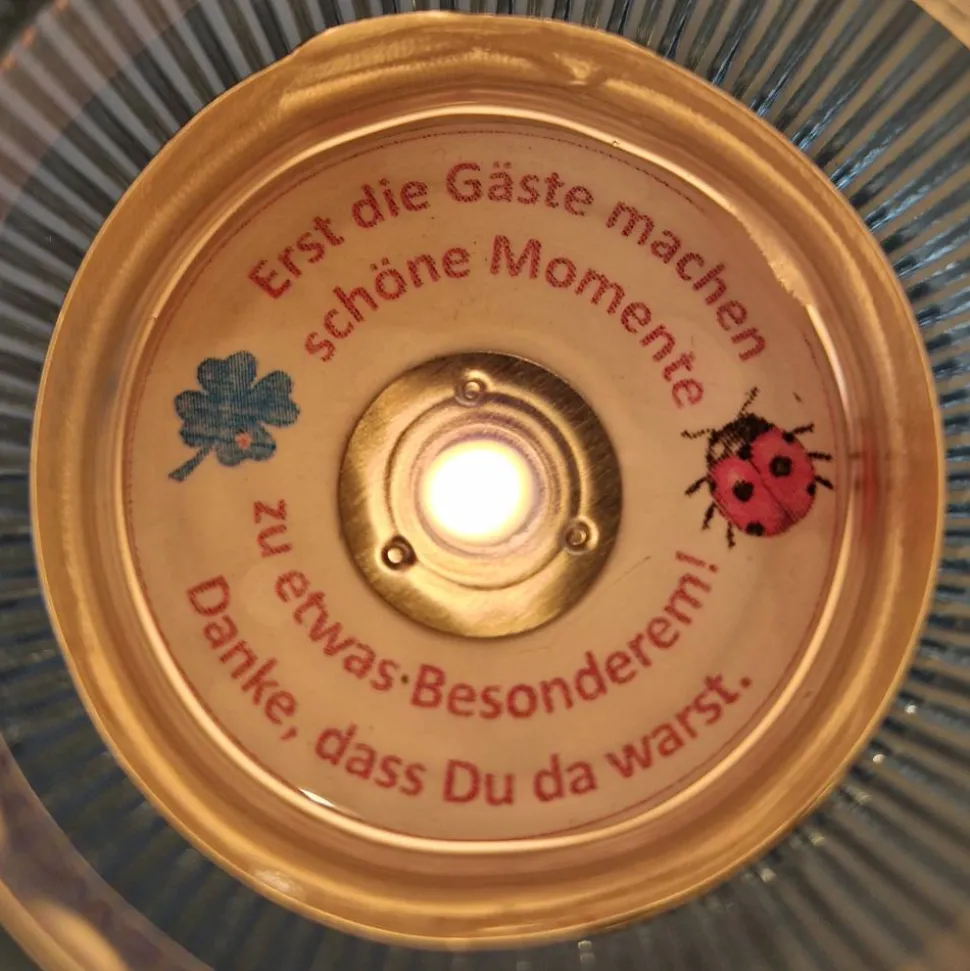 Erst die Gäste machen
schöne Momente
zu etwas Besonderem!
Danke, dass Du da warst.